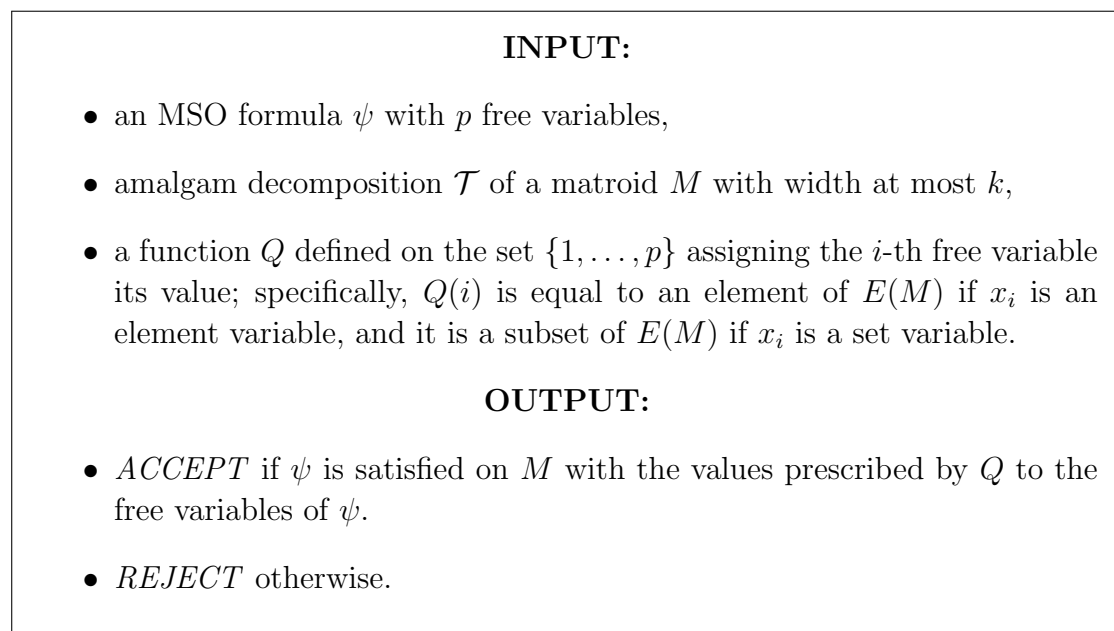 INPUT:
• an MSO formula ψ with p free variables,
• amalgam decomposition 𝒯 of a matroid M with width at most k,
• a function Q defined on the set {1, . . . , p} assigning the i-th free variable
its value; specifically, Q(i) is equal to an element of E(M) if xᵢ is an
element variable, and it is a subset of E(M) if xᵢ is a set variable.
OUTPUT:
• ACCEPT if ψ is satisfied on M with the values prescribed by Q to the
free variables of ψ.
• REJECT otherwise.